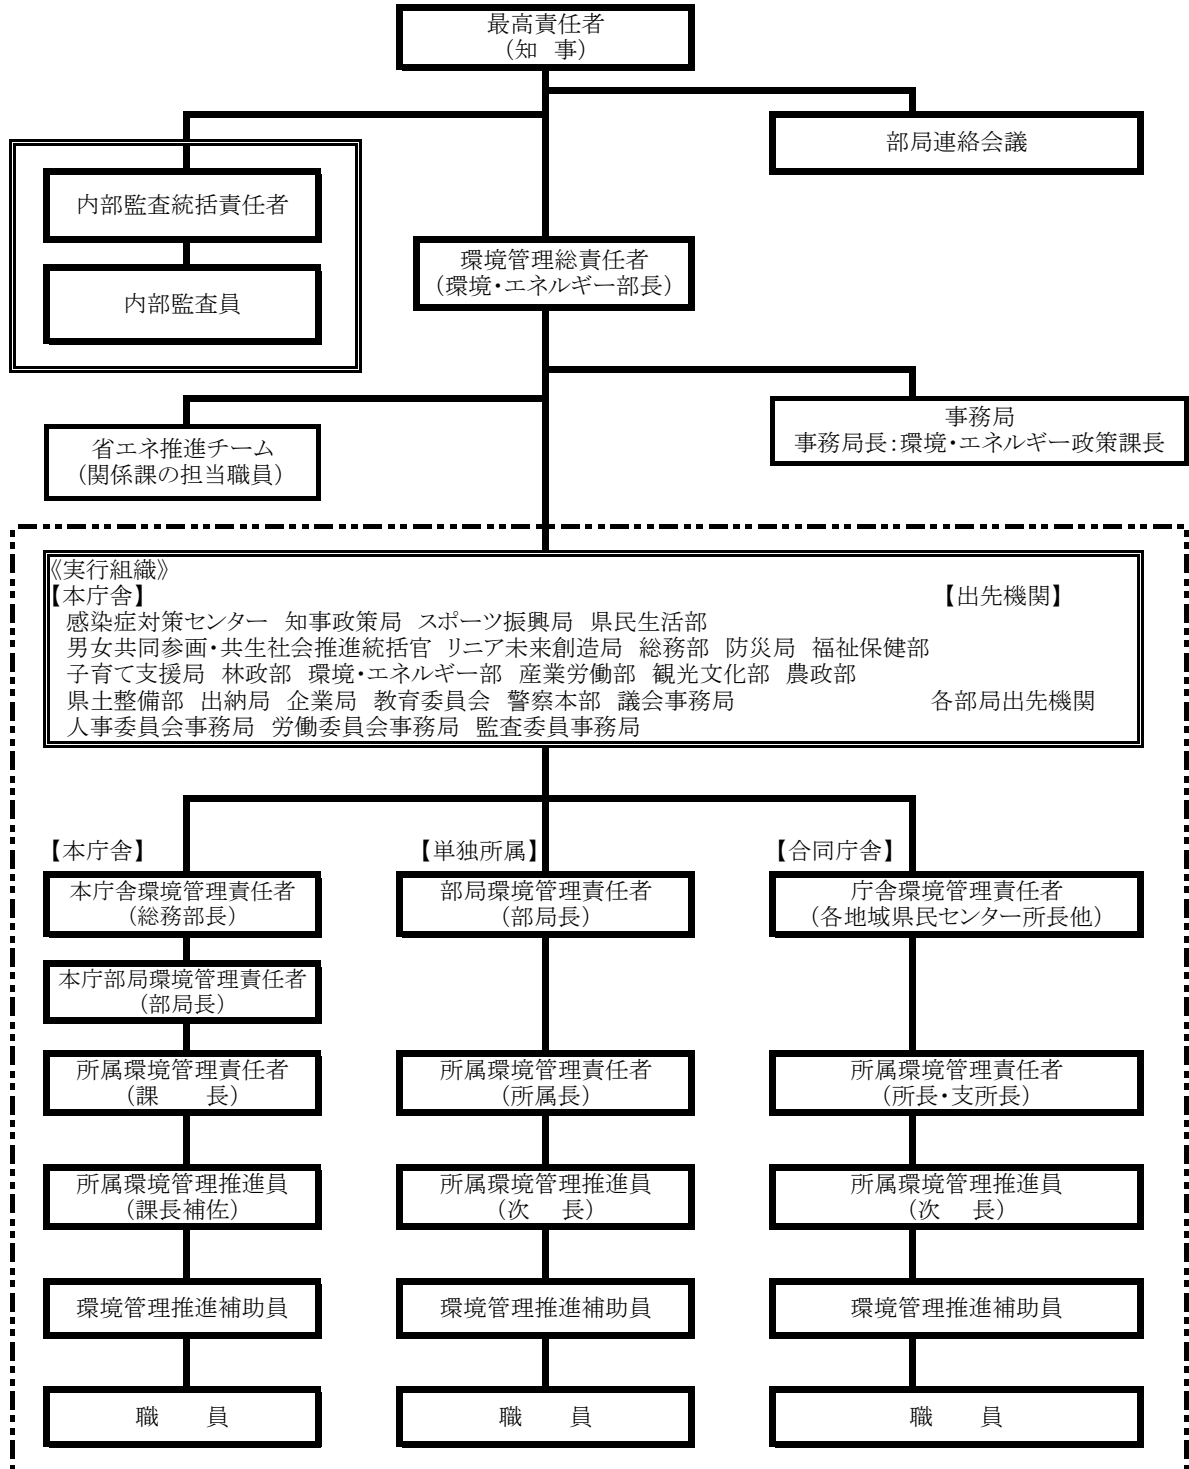 最高責任者
（知　事）
部局連絡会議
内部監査統括責任者
内部監査員
環境管理総責任者
（環境・エネルギー部長）
事務局
事務局長：環境・エネルギー政策課長
省エネ推進チーム
（関係課の担当職員）
《実行組織》
【本庁舎】　【出先機関】
感染症対策センター　知事政策局　スポーツ振興局　県民生活部
男女共同参画・共生社会推進統括官　リニア未来創造局　総務部　防災局　福祉保健部
子育て支援局　林政部　環境・エネルギー部　産業労働部　観光文化部　農政部
県土整備部　出納局　企業局　教育委員会　警察本部　議会事務局　各部局出先機関
人事委員会事務局　労働委員会事務局　監査委員事務局
【本庁舎】
本庁舎環境管理責任者
（総務部長）
本庁部局環境管理責任者
（部局長）
所属環境管理責任者
（課　　長）
所属環境管理推進員
（課長補佐）
環境管理推進補助員
職　　員
【単独所属】
部局環境管理責任者
（部局長）
所属環境管理責任者
（所属長）
所属環境管理推進員
（次　長）
環境管理推進補助員
職　　員
【合同庁舎】
庁舎環境管理責任者
（各地域県民センター所長他）
所属環境管理責任者
（所長・支所長）
所属環境管理推進員
（次　長）
環境管理推進補助員
職　　員